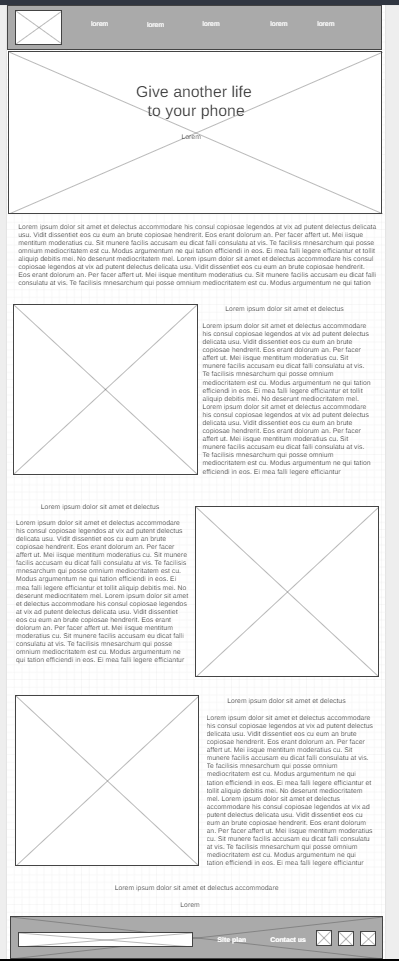 lorem lorem lorem lorem lorem
Give another life
to your phone
Lorem
Lorem ipsum dolor sit amet et delectus accommodare his consul copiosae legendos at vix ad putent delectus delicata
usu. Vidit dissentiet eos cu eum an brute copiosae hendrerit. Eos erant dolorum an. Per facer affert ut. Mei iisque
mentitum moderatius cu. Sit munere facilis accusam eu dicat falli consulatu at vis. Te facilisis mnesarchum qui posse
omnium mediocritatem est cu. Modus argumentum ne qui tation efficiendi in eos. Ei mea falli legere efficiantur et tollit
aliquip debitis mei. No deserunt mediocritatem mel. Lorem ipsum dolor sit amet et delectus accommodare his consul
copiosae legendos at vix ad putent delectus delicata usu. Vidit dissentiet eos cu eum an brute copiosae hendrerit.
Eos erant dolorum an. Per facer affert ut. Mei iisque mentitum moderatius cu. Sit munere facilis accusam eu dicat falli
consulatu at vis. Te facilisis mnesarchum qui posse omnium mediocritatem est cu. Modus argumentum ne qui tation
Lorem ipsum dolor sit amet et delectus
Lorem ipsum dolor sit amet et delectus accommodare
his consul copiosae legendos at vix ad putent delectus
delicata usu. Vidit dissentiet eos cu eum an brute
copiosae hendrerit. Eos erant dolorum an. Per facer
affert ut. Mei iisque mentitum moderatius cu. Sit
munere facilis accusam eu dicat falli consulatu at vis.
Te facilisis mnesarchum qui posse omnium
mediocritatem est cu. Modus argumentum ne qui tation
efficiendi in eos. Ei mea falli legere efficiantur et tollit
aliquip debitis mei. No deserunt mediocritatem mel.
Lorem ipsum dolor sit amet et delectus accommodare
his consul copiosae legendos at vix ad putent delectus
delicata usu. Vidit dissentiet eos cu eum an brute
copiosae hendrerit. Eos erant dolorum an. Per facer
affert ut. Mei iisque mentitum moderatius cu. Sit
munere facilis accusam eu dicat falli consulatu at vis.
Te facilisis mnesarchum qui posse omnium
mediocritatem est cu. Modus argumentum ne qui tation
efficiendi in eos. Ei mea falli legere efficiantur
Lorem ipsum dolor sit amet et delectus
Lorem ipsum dolor sit amet et delectus accommodare
his consul copiosae legendos at vix ad putent delectus
delicata usu. Vidit dissentiet eos cu eum an brute
copiosae hendrerit. Eos erant dolorum an. Per facer
affert ut. Mei iisque mentitum moderatius cu. Sit munere
facilis accusam eu dicat falli consulatu at vis. Te facilisis
mnesarchum qui posse omnium mediocritatem est cu.
Modus argumentum ne qui tation efficiendi in eos. Ei
mea falli legere efficiantur et tollit aliquip debitis mei. No
deserunt mediocritatem mel. Lorem ipsum dolor sit amet
et delectus accommodare his consul copiosae legendos
at vix ad putent delectus delicata usu. Vidit dissentiet
eos cu eum an brute copiosae hendrerit. Eos erant
dolorum an. Per facer affert ut. Mei iisque mentitum
moderatius cu. Sit munere facilis accusam eu dicat falli
consulatu at vis. Te facilisis mnesarchum qui posse
omnium mediocritatem est cu. Modus argumentum ne
qui tation efficiendi in eos. Ei mea falli legere efficiantur
Lorem ipsum dolor sit amet et delectus
Lorem ipsum dolor sit amet et delectus accommodare
his consul copiosae legendos at vix ad putent delectus
delicata usu. Vidit dissentiet eos cu eum an brute
copiosae hendrerit. Eos erant dolorum an. Per facer
affert ut. Mei iisque mentitum moderatius cu. Sit
munere facilis accusam eu dicat falli consulatu at vis.
Te facilisis mnesarchum qui posse omnium
mediocritatem est cu. Modus argumentum ne qui
tation efficiendi in eos. Ei mea falli legere efficiantur et
tollit aliquip debitis mei. No deserunt mediocritatem
mel. Lorem ipsum dolor sit amet et delectus
accommodare his consul copiosae legendos at vix ad
putent delectus delicata usu. Vidit dissentiet eos cu
eum an brute copiosae hendrerit. Eos erant dolorum
an. Per facer affert ut. Mei iisque mentitum moderatius
cu. Sit munere facilis accusam eu dicat falli consulatu
at vis. Te facilisis mnesarchum qui posse omnium
mediocritatem est cu. Modus argumentum ne qui
tation efficiendi in eos. Ei mea falli legere efficiantur
Lorem ipsum dolor sit amet et delectus accommodare
Lorem
Site plan Contact us